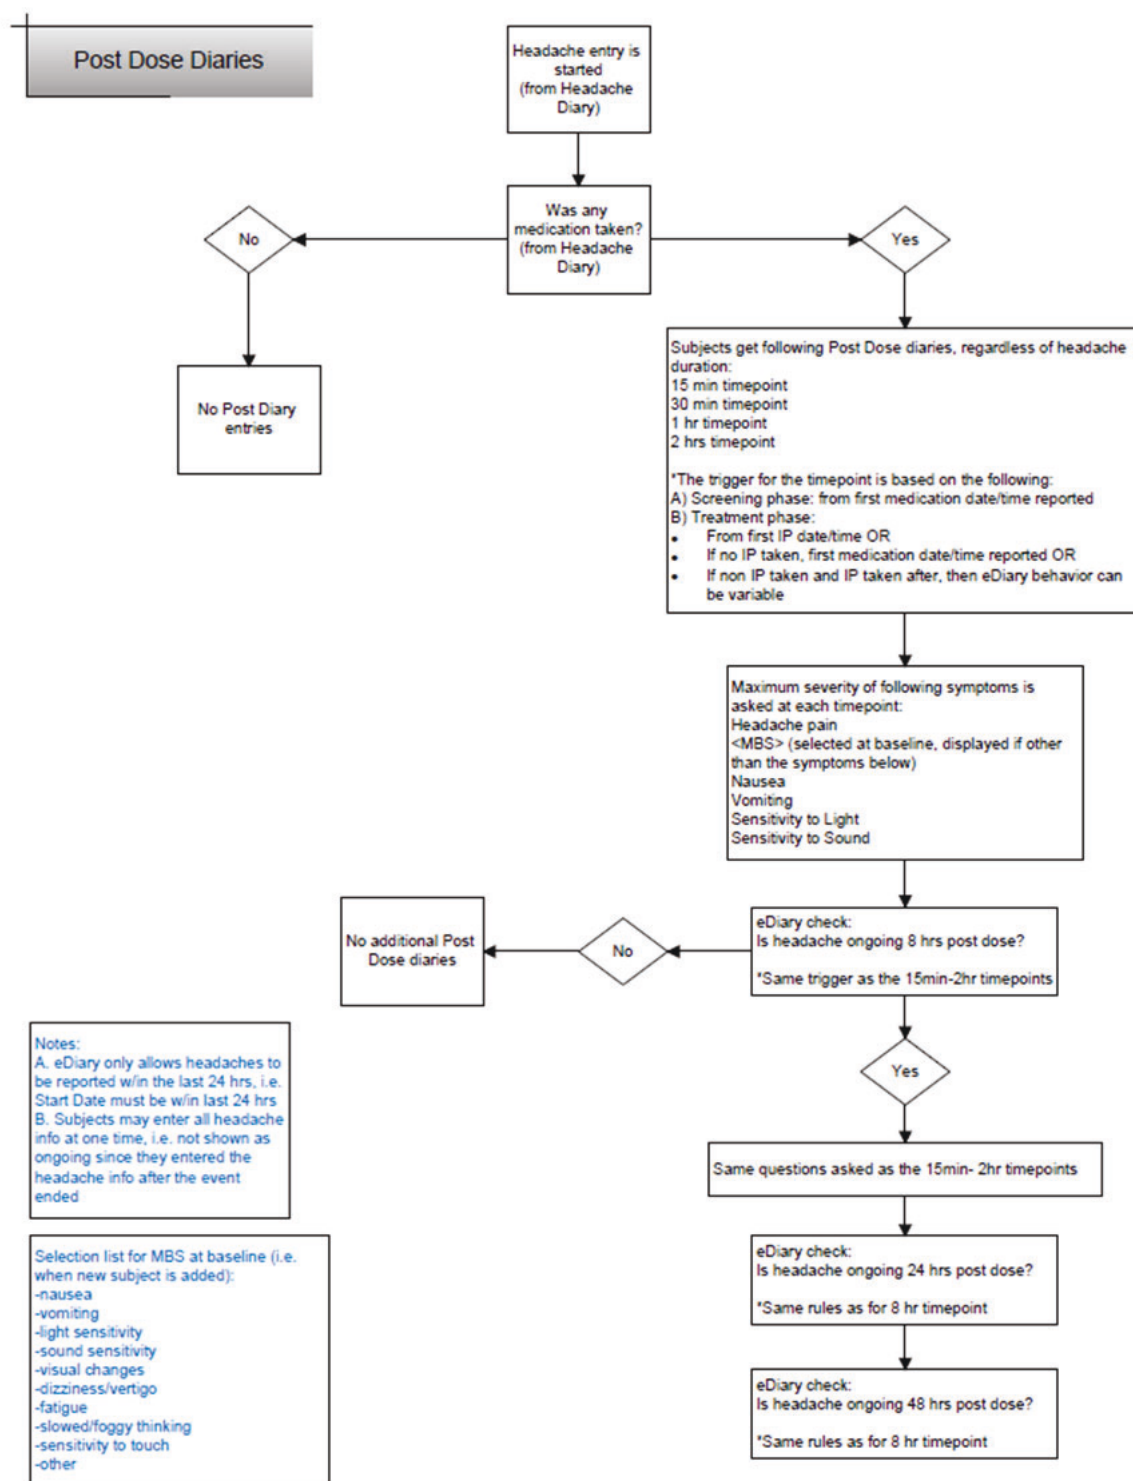 Post Dose Diaries
Headache entry is
started
(from Headache
Diary)
Was any
medication taken?
(from Headache
Diary)
No
Yes
No Post Diary
entries
Subjects get following Post Dose diaries, regardless of headache
duration:
15 min timepoint
30 min timepoint
1 hr timepoint
2 hrs timepoint
*The trigger for the timepoint is based on the following:
A) Screening phase: from first medication date/time reported
B) Treatment phase:
• From first IP date/time OR
• If no IP taken, first medication date/time reported OR
• If non IP taken and IP taken after, then eDiary behavior can
be variable
Maximum severity of following symptoms is
asked at each timepoint:
Headache pain
<MBS> (selected at baseline, displayed if other
than the symptoms below)
Nausea
Vomiting
Sensitivity to Light
Sensitivity to Sound
eDiary check:
Is headache ongoing 8 hrs post dose?
*Same trigger as the 15min-2hr timepoints
No
No additional Post
Dose diaries
Yes
Same questions asked as the 15min- 2hr timepoints
eDiary check:
Is headache ongoing 24 hrs post dose?
*Same rules as for 8 hr timepoint
eDiary check:
Is headache ongoing 48 hrs post dose?
*Same rules as for 8 hr timepoint
Notes:
A. eDiary only allows headaches to
be reported w/in the last 24 hrs, i.e.
Start Date must be w/in last 24 hrs
B. Subjects may enter all headache
info at one time, i.e. not shown as
ongoing since they entered the
headache info after the event
ended
Selection list for MBS at baseline (i.e.
when new subject is added):
-nausea
-vomiting
-light sensitivity
-sound sensitivity
-visual changes
-dizziness/vertigo
-fatigue
-slowed/foggy thinking
-sensitivity to touch
-other